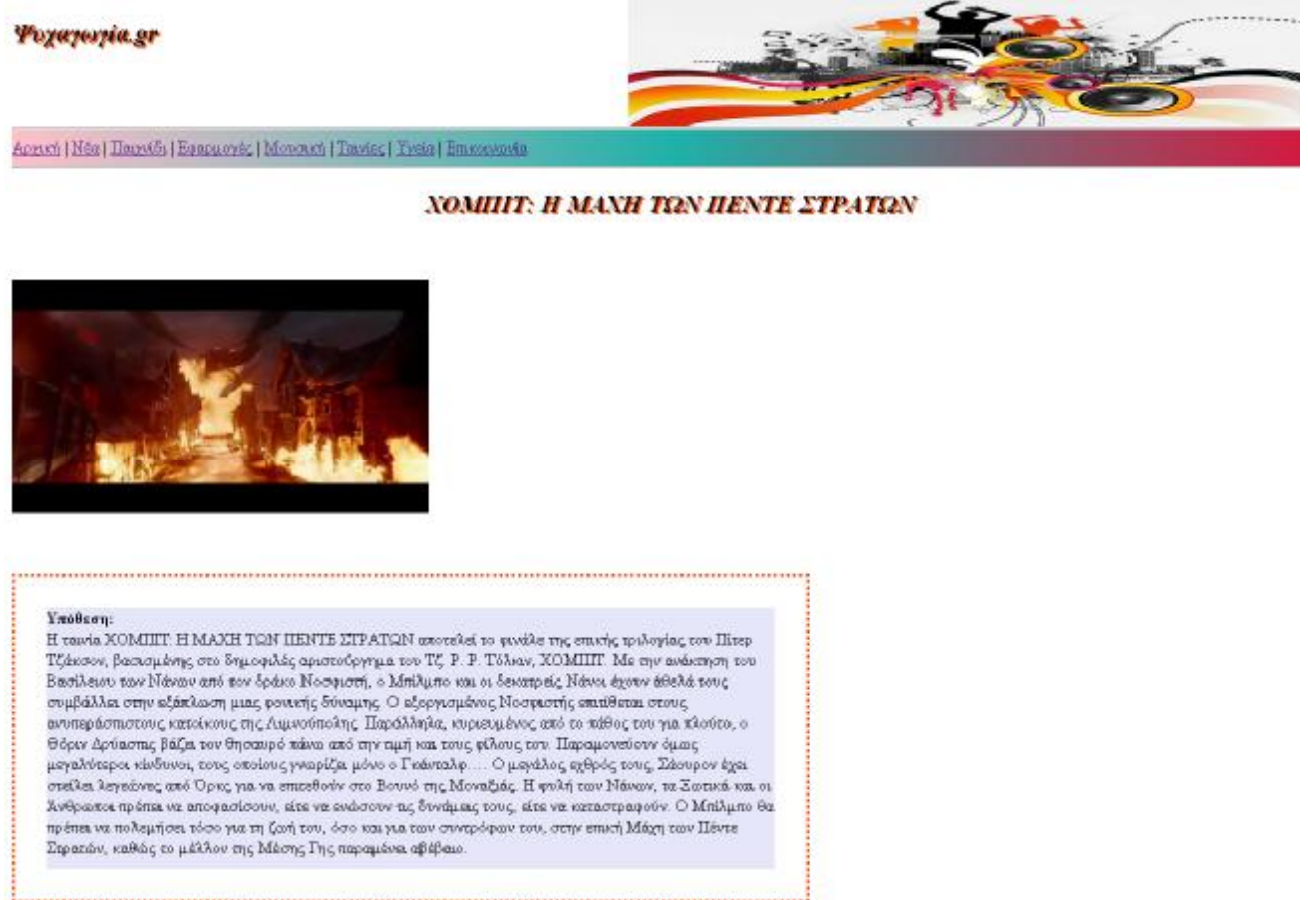 Ψυχαγωγία.gr
Αρχική | Νέα | Παιχνίδι | Εφαρμογές | Μουσική | Ταινίες | Υγεία | Επικοινωνία
ΧΟΜΠΙΤ: Η ΜΑΧΗ ΤΩΝ ΠΕΝΤΕ ΣΤΡΑΤΩΝ
Υπόθεση:
Η ταινία ΧΟΜΠΙΤ: Η ΜΑΧΗ ΤΩΝ ΠΕΝΤΕ ΣΤΡΑΤΩΝ αποτελεί το φινάλε της επικής τριλογίας του Πίτερ
Τζάκσον, βασισμένης στο δημοφιλές αριστούργημα του Τζ. Ρ. Ρ. Τόλκιν, ΧΟΜΠΙΤ. Με την ανάκτηση του
Βασίλειου των Νάνων από τον δράκο Νοσφιστή, ο Μπίλμπο και οι δεκατρείς Νάνοι έχουν άθελά τους
συμβάλλει στην εξάπλωση μιας φονικής δύναμης. Ο εξοργισμένος Νοσφιστής επιτίθεται στους
ανυπεράσπιστους κατοίκους της Λιμνούπολης. Παράλληλα, κυριευμένος από το πάθος του για πλούτο, ο
Θόριν Δρύασπις βάζει τον θησαυρό πάνω από την τιμή και τους φίλους του. Παραμονεύουν όμως
μεγαλύτεροι κίνδυνοι, τους οποίους γνωρίζει μόνο ο Γκάνταλφ.… Ο μεγάλος εχθρός τους, Σάουρον έχει
στείλει λεγεώνες από Όρκς για να επιτεθούν στο Βουνό της Μοναξιάς. Η φυλή των Νάνων, τα Ξωτικά και οι
Άνθρωποι πρέπει να αποφασίσουν, είτε να ενώσουν τις δυνάμεις τους, είτε να καταστραφούν. Ο Μπίλμπο θα
πρέπει να πολεμήσει τόσο για τη ζωή του, όσο και για των συντρόφων του, στην επική Μάχη των Πέντε
Στρατών, καθώς το μέλλον της Μέσης Γης παραμένει αβέβαιο.